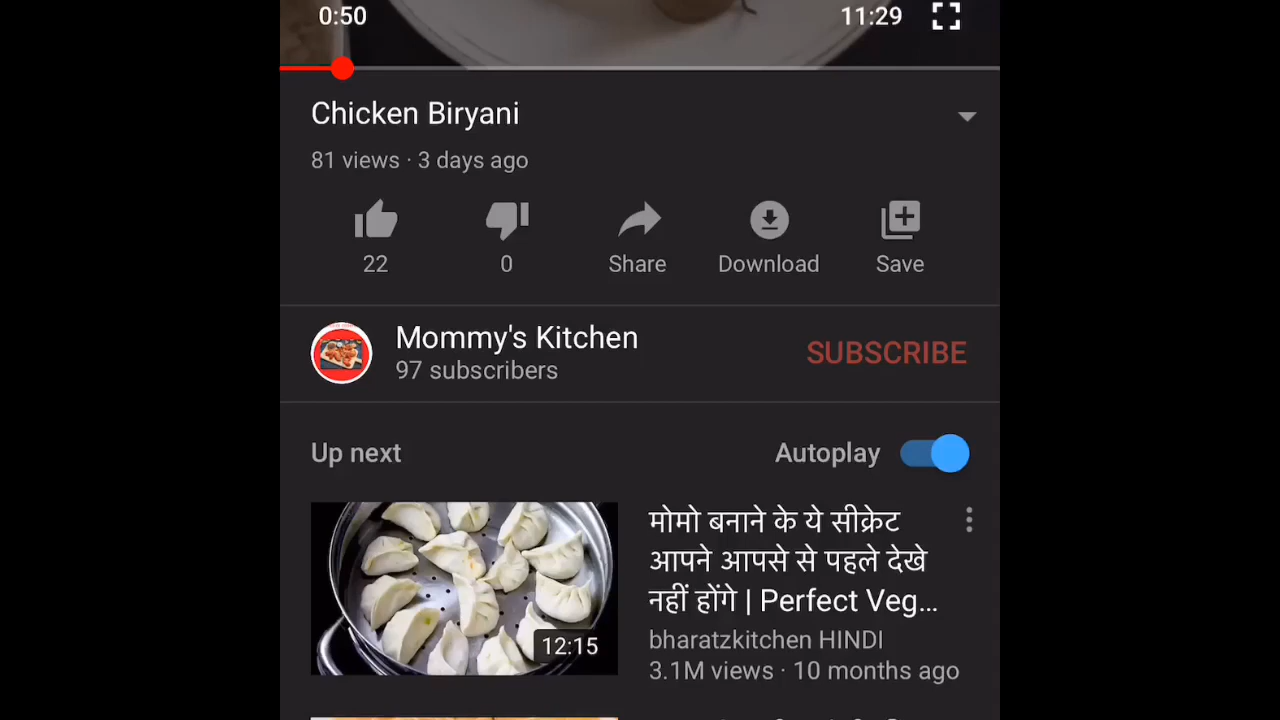 0:50 11:29
Chicken Biryani
81 views · 3 days ago
22 0 Share Download Save
Mommy's Kitchen
97 subscribers
SUBSCRIBE
Up next Autoplay
मोमो बनाने के ये सीक्रेट
आपने आपसे से पहले देखे
नहीं होंगे | Perfect Veg...
12:15
bharatzkitchen HINDI
3.1M views · 10 months ago